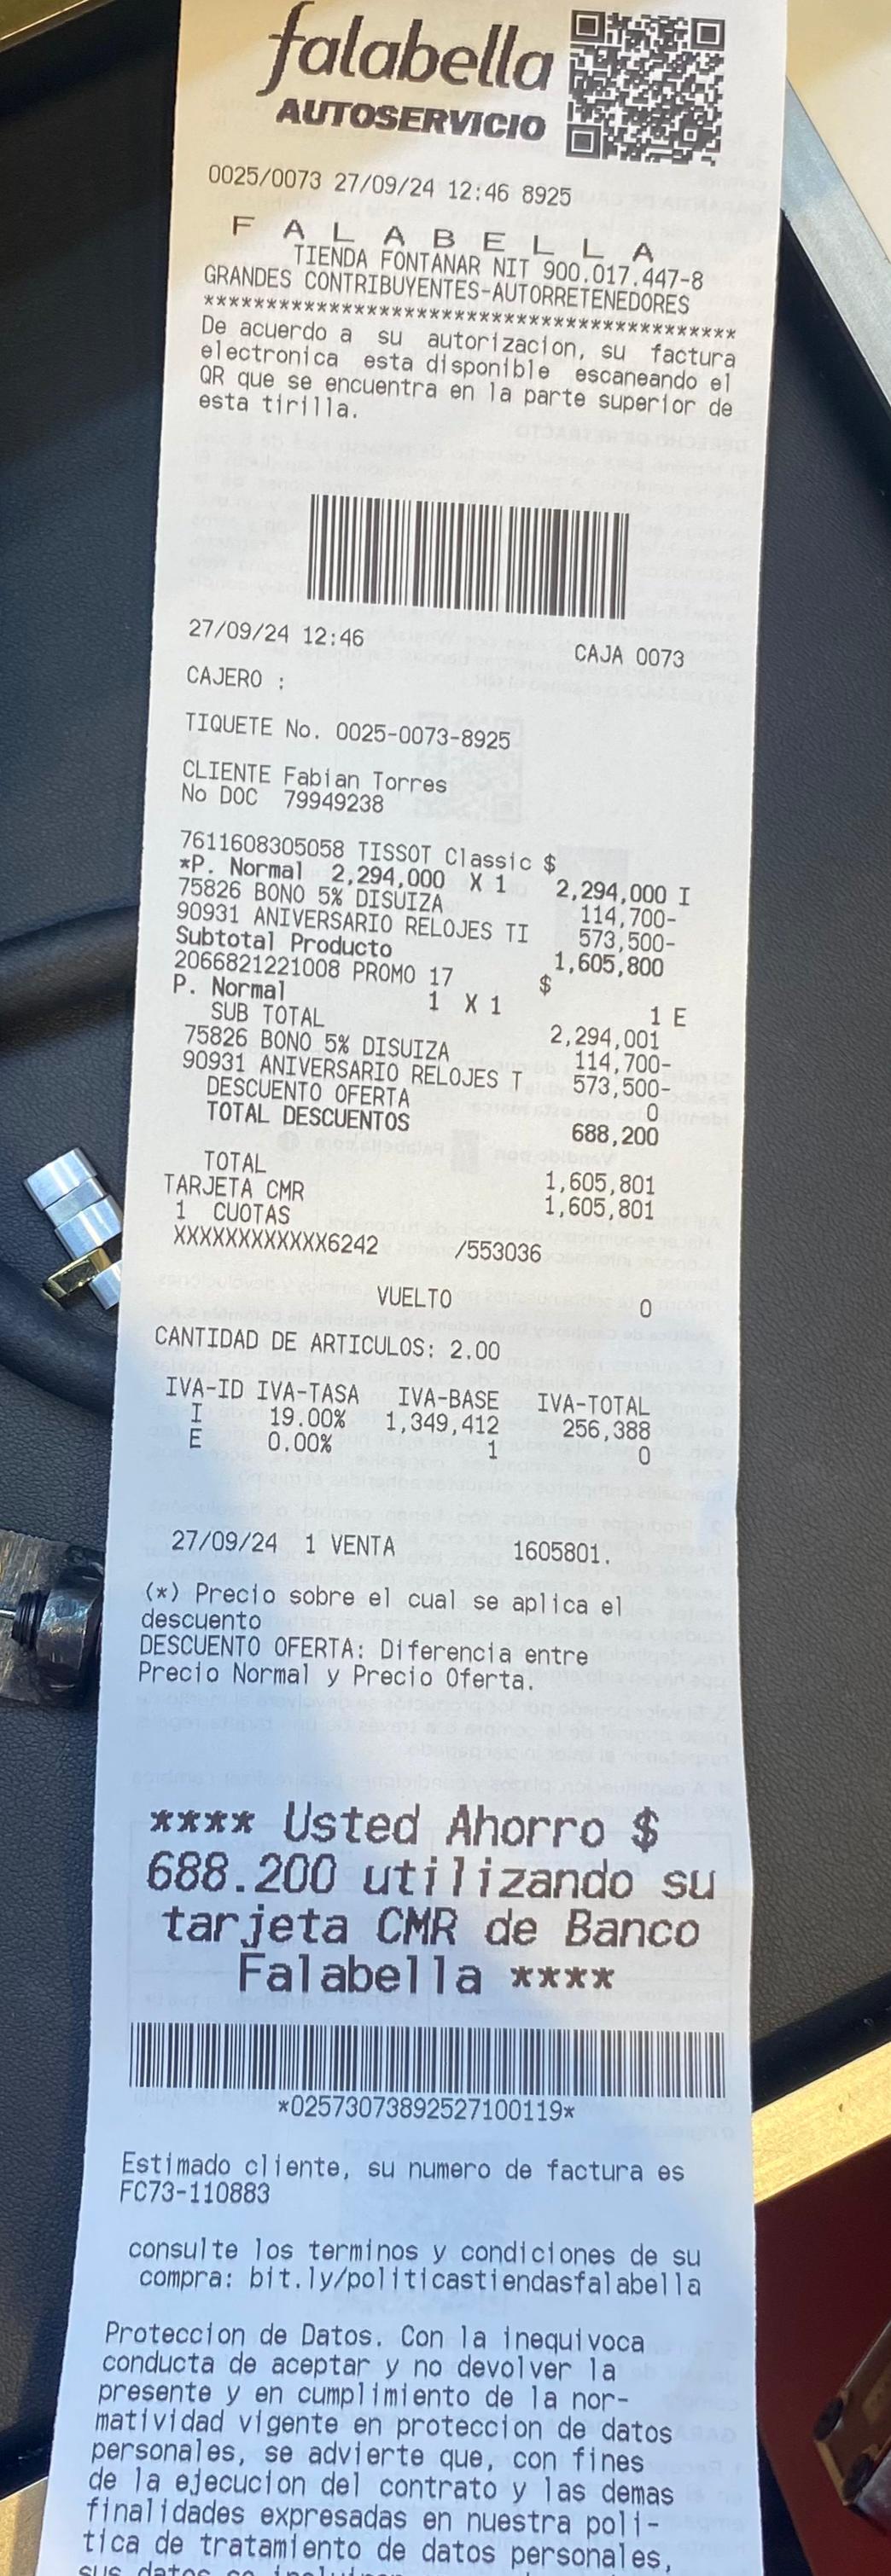 falabella
AUTOSERVICIO
0025/0073 27/09/24 12:46 8925
F A L A B E L L A
TIENDA FONTANAR NIT 900.017.447-8
GRANDES CONTRIBUYENTES-AUTORRETENEDORES
******************************************
De acuerdo a su autorizacion, su factura
electronica esta disponible escaneando el
QR que se encuentra en la parte superior de
esta tirilla.
27/09/24 12:46 CAJA 0073
CAJERO :
TIQUETE No. 0025-0073-8925
CLIENTE Fabian Torres
No DOC 79949238
7611608305058 TISSOT Classic $
*P. Normal 2,294,000 X 1 2,294,000 I
75826 BONO 5% DISUIZA 114,700-
90931 ANIVERSARIO RELOJES TI 573,500-
Subtotal Producto 1,605,800
2066821221008 PROMO 17 $
P. Normal 1 X 1 1 E
SUB TOTAL 2,294,001
75826 BONO 5% DISUIZA 114,700-
90931 ANIVERSARIO RELOJES T 573,500-
DESCUENTO OFERTA 0
TOTAL DESCUENTOS 688,200
TOTAL 1,605,801
TARJETA CMR 1,605,801
1 CUOTAS
XXXXXXXXXXXX6242 /553036
VUELTO 0
CANTIDAD DE ARTICULOS: 2.00
IVA-ID IVA-TASA IVA-BASE IVA-TOTAL
I 19.00% 1,349,412 256,388
E 0.00% 1 0
27/09/24 1 VENTA 1605801.
(*) Precio sobre el cual se aplica el
descuento
DESCUENTO OFERTA: Diferencia entre
Precio Normal y Precio Oferta.
**** Usted Ahorro $
688.200 utilizando su
tarjeta CMR de Banco
Falabella ****
*02573073892527100119*
Estimado cliente, su numero de factura es
FC73-110883
consulte los terminos y condiciones de su
compra: bit.ly/politicastiendasfalabella
Proteccion de Datos. Con la inequivoca
conducta de aceptar y no devolver la
presente y en cumplimiento de la nor-
matividad vigente en proteccion de datos
personales, se advierte que, con fines
de la ejecucion del contrato y las demas
finalidades expresadas en nuestra poli-
tica de tratamiento de datos personales,
sus datos se